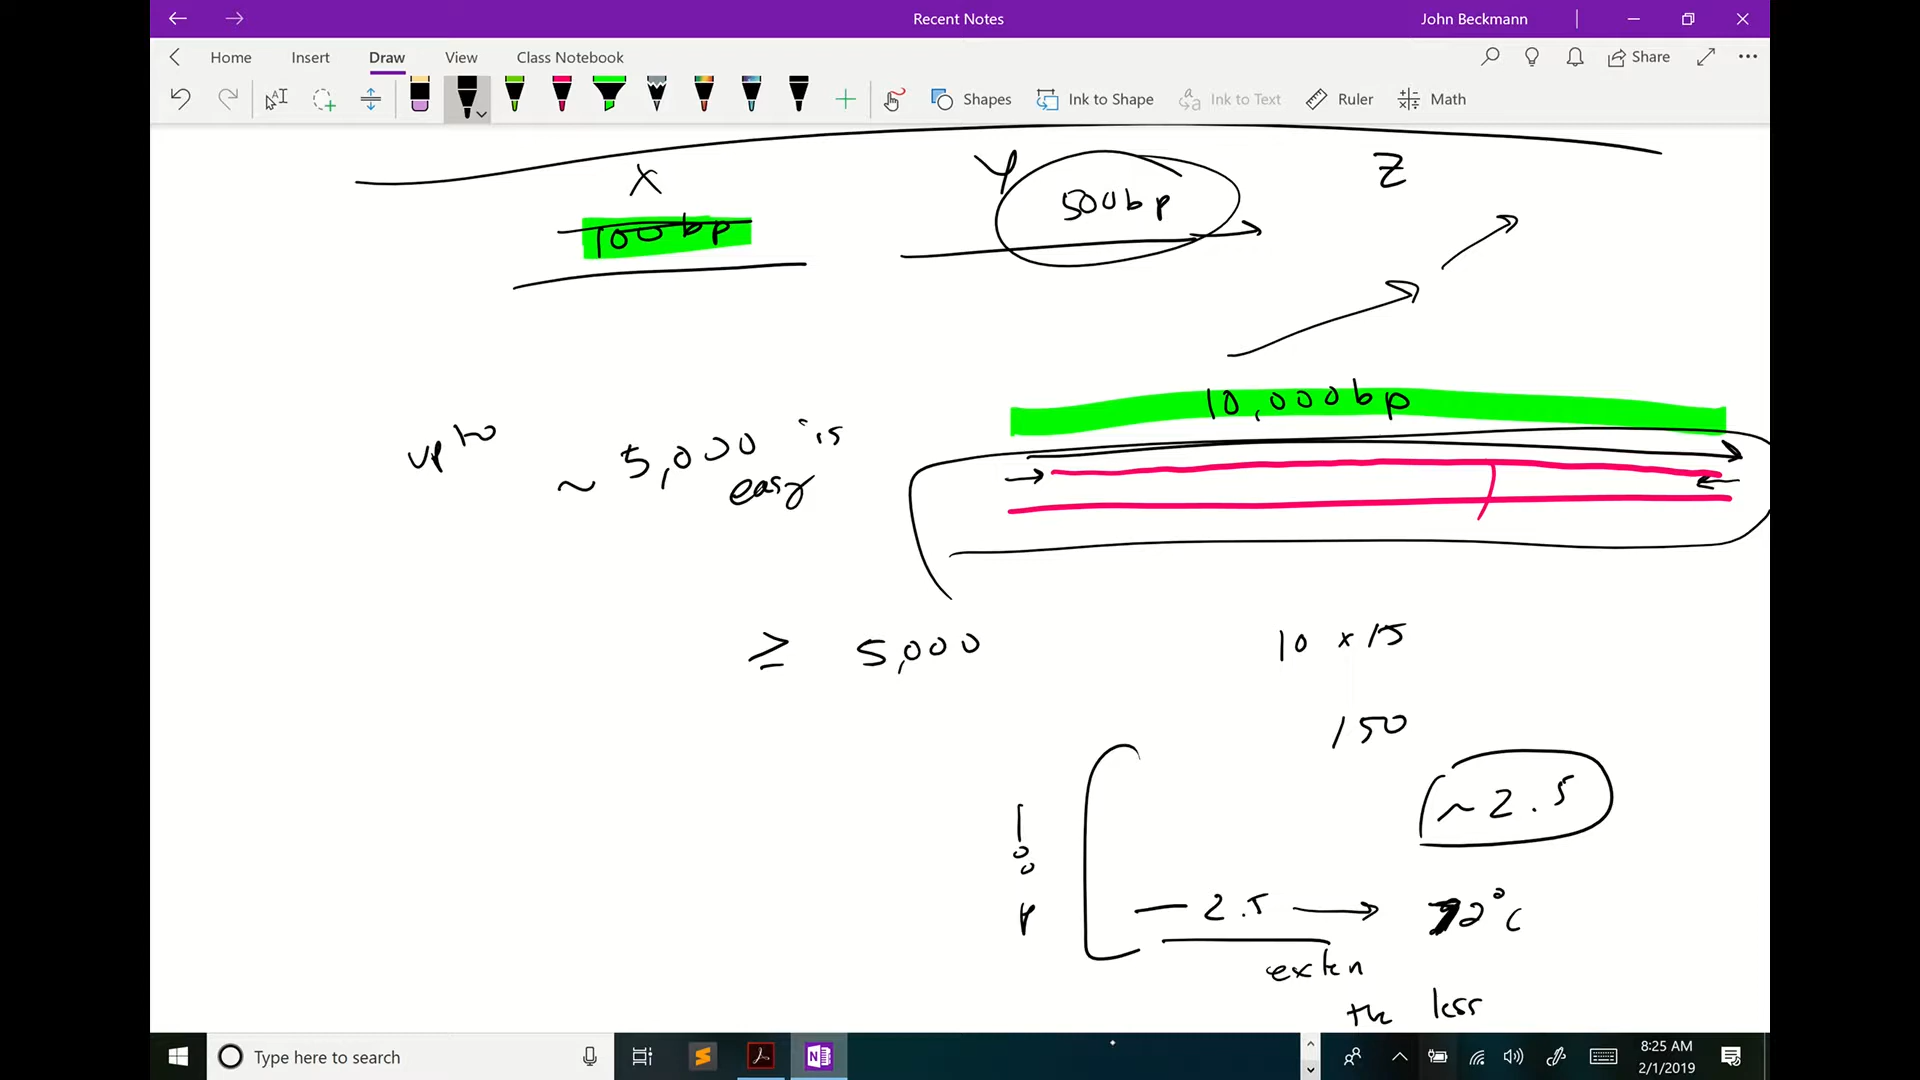 Recent Notes
John Beckmann
Home Insert Draw View Class Notebook
Share
Shapes Ink to Shape Ink to Text Ruler Math
X Y Z
100bp 500bp
10,000bp
up to ~ 5,000 is
easy
≥ 5,000 10 x 15
150
~2.5
loop
2.5 72°C
exten
the less
Type here to search
8:25 AM
2/1/2019